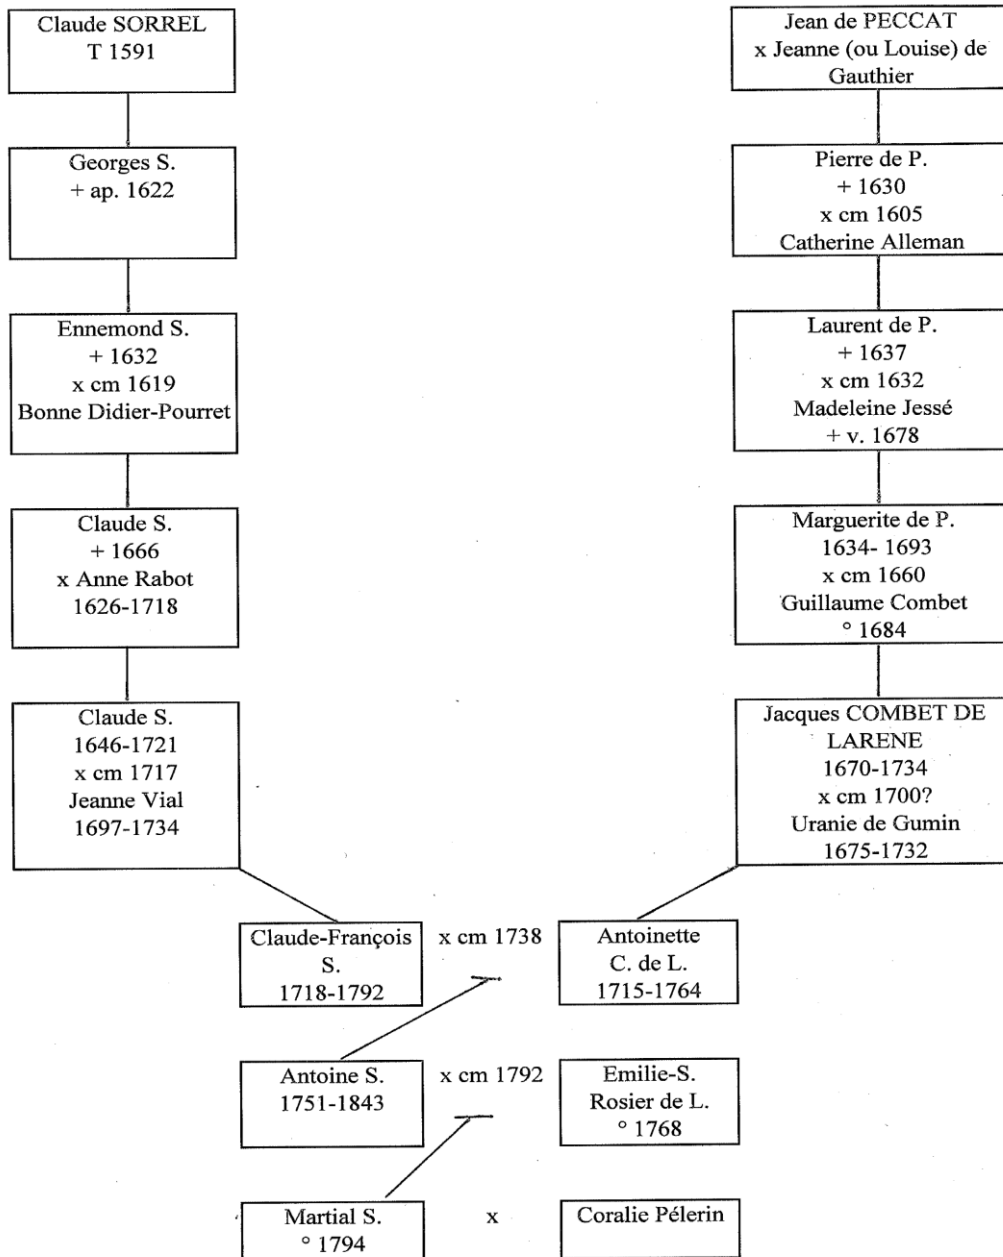 Claude SORREL
T 1591
Jean de PECCAT
x Jeanne (ou Louise) de
Gauthier
Georges S.
+ ap. 1622
Pierre de P.
+ 1630
x cm 1605
Catherine Alleman
Ennemond S.
+ 1632
x cm 1619
Bonne Didier-Pourret
Laurent de P.
+ 1637
x cm 1632
Madeleine Jessé
+ v. 1678
Claude S.
+ 1666
x Anne Rabot
1626-1718
Marguerite de P.
1634- 1693
x cm 1660
Guillaume Combet
° 1684
Claude S.
1646-1721
x cm 1717
Jeanne Vial
1697-1734
Jacques COMBET DE
LARENE
1670-1734
x cm 1700?
Uranie de Gumin
1675-1732
Claude-François
S.
1718-1792
x cm 1738
Antoinette
C. de L.
1715-1764
Antoine S.
1751-1843
x cm 1792
Emilie-S.
Rosier de L.
° 1768
Martial S.
° 1794
x
Coralie Pélerin